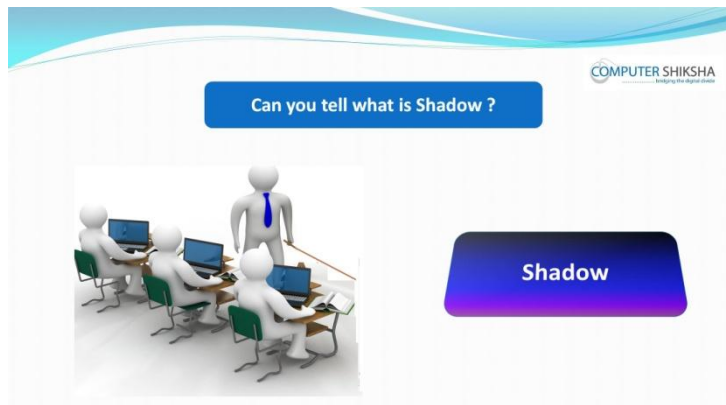 COMPUTER SHIKSHA
bridging the digital divide
Can you tell what is Shadow ?
Shadow